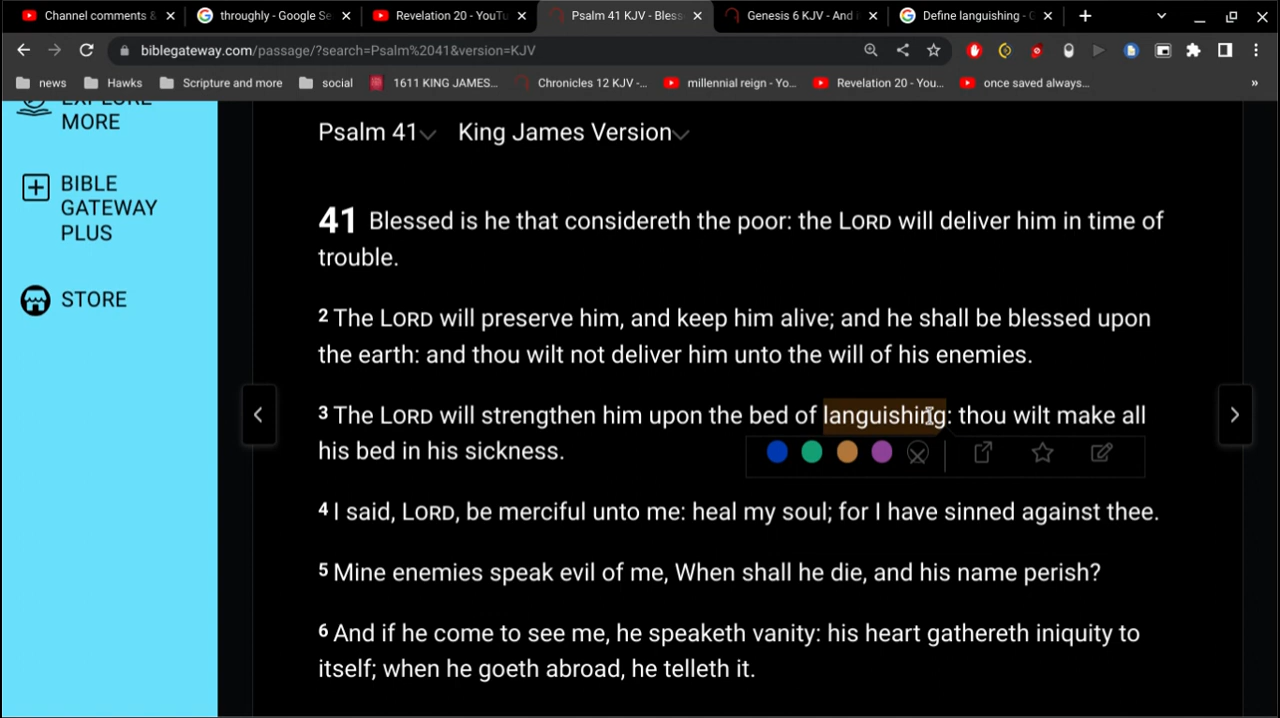 Channel comments &
throughly - Google Se
Revelation 20 - YouTu
Psalm 41 KJV - Bless
Genesis 6 KJV - And i
Define languishing - G
biblegateway.com/passage/?search=Psalm%2041&version=KJV
news
Hawks
Scripture and more
social
1611 KING JAMES...
Chronicles 12 KJV -...
millennial reign - Yo...
Revelation 20 - You...
once saved always...
»
EXPLORE
MORE
BIBLE
GATEWAY
PLUS
STORE
Psalm 41 King James Version
41 Blessed is he that considereth the poor: the LORD will deliver him in time of
trouble.
2 The LORD will preserve him, and keep him alive; and he shall be blessed upon
the earth: and thou wilt not deliver him unto the will of his enemies.
3 The LORD will strengthen him upon the bed of languishing: thou wilt make all
his bed in his sickness.
4 I said, LORD, be merciful unto me: heal my soul; for I have sinned against thee.
5 Mine enemies speak evil of me, When shall he die, and his name perish?
6 And if he come to see me, he speaketh vanity: his heart gathereth iniquity to
itself; when he goeth abroad, he telleth it.